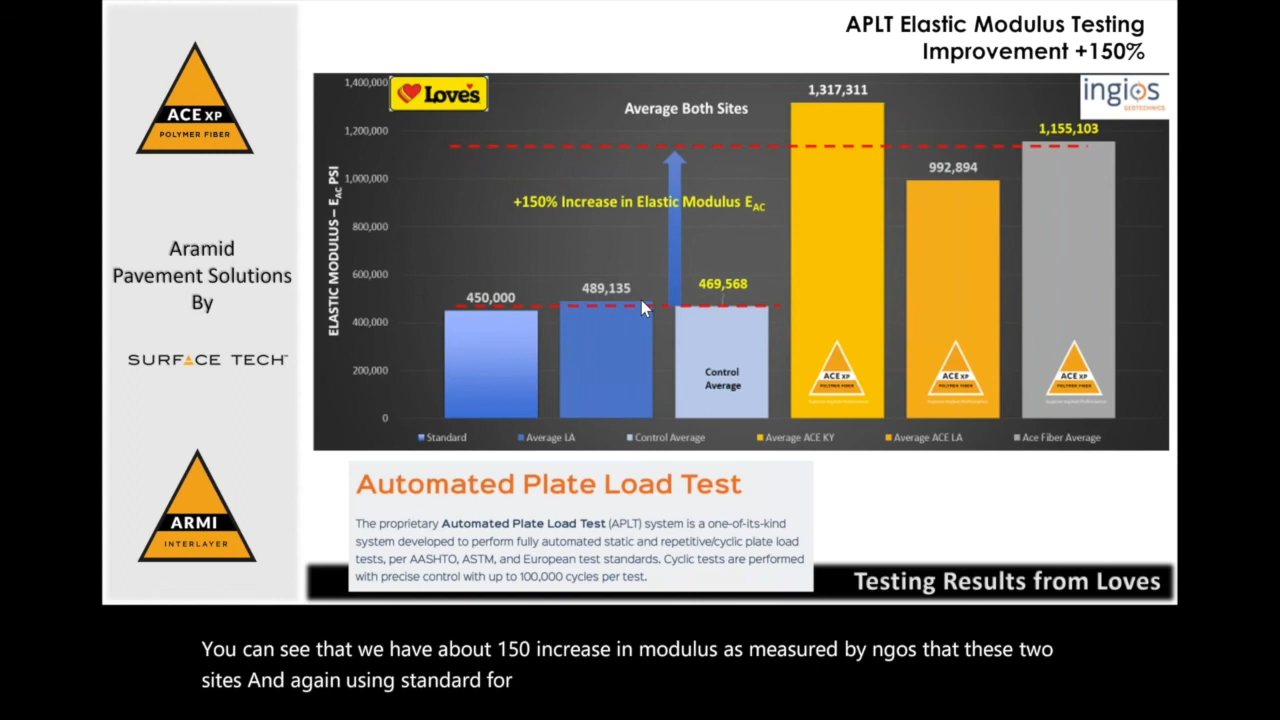 APLT Elastic Modulus Testing
Improvement +150%
ACE XP
POLYMER FIBER
Aramid
Pavement Solutions
By
SURFACE TECH
ARMI
INTERLAYER
Love's
ingios
GEOTECHNICS
Average Both Sites
+150% Increase in Elastic Modulus EAC
ELASTIC MODULUS – EAC PSI
1,400,000
1,200,000
1,000,000
800,000
600,000
400,000
200,000
0
450,000
489,135
469,568
1,317,311
992,894
1,155,103
Control
Average
ACE XP
POLYMER FIBER
ACE XP
POLYMER FIBER
ACE XP
POLYMER FIBER
Standard
Average LA
Control Average
Average ACE KY
Average ACE LA
Ace Fiber Average
Automated Plate Load Test
The proprietary Automated Plate Load Test (APLT) system is a one-of-its-kind
system developed to perform fully automated static and repetitive/cyclic plate load
tests, per AASHTO, ASTM, and European test standards. Cyclic tests are performed
with precise control with up to 100,000 cycles per test.
Testing Results from Loves
You can see that we have about 150 increase in modulus as measured by ngos that these two
sites And again using standard for